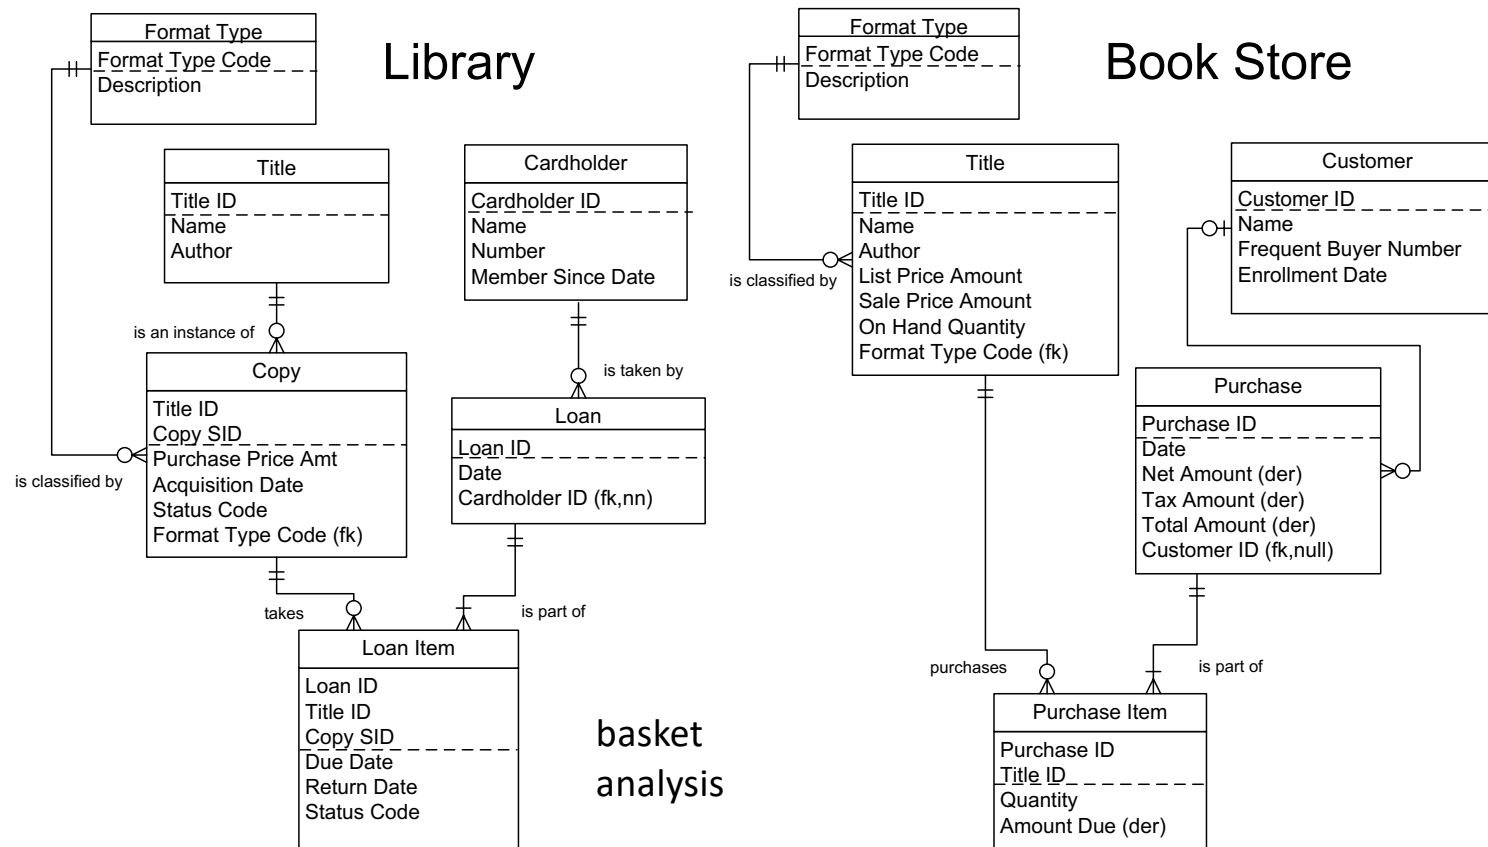 Library
Format Type
Format Type Code
Description
Title
Title ID
Name
Author
Cardholder
Cardholder ID
Name
Number
Member Since Date
is an instance of
is taken by
is classified by
Copy
Title ID
Copy SID
Purchase Price Amt
Acquisition Date
Status Code
Format Type Code (fk)
Loan
Loan ID
Date
Cardholder ID (fk,nn)
takes
is part of
Loan Item
Loan ID
Title ID
Copy SID
Due Date
Return Date
Status Code
basket
analysis
Book Store
Format Type
Format Type Code
Description
is classified by
Title
Title ID
Name
Author
List Price Amount
Sale Price Amount
On Hand Quantity
Format Type Code (fk)
Customer
Customer ID
Name
Frequent Buyer Number
Enrollment Date
Purchase
Purchase ID
Date
Net Amount (der)
Tax Amount (der)
Total Amount (der)
Customer ID (fk,null)
purchases
is part of
Purchase Item
Purchase ID
Title ID
Quantity
Amount Due (der)